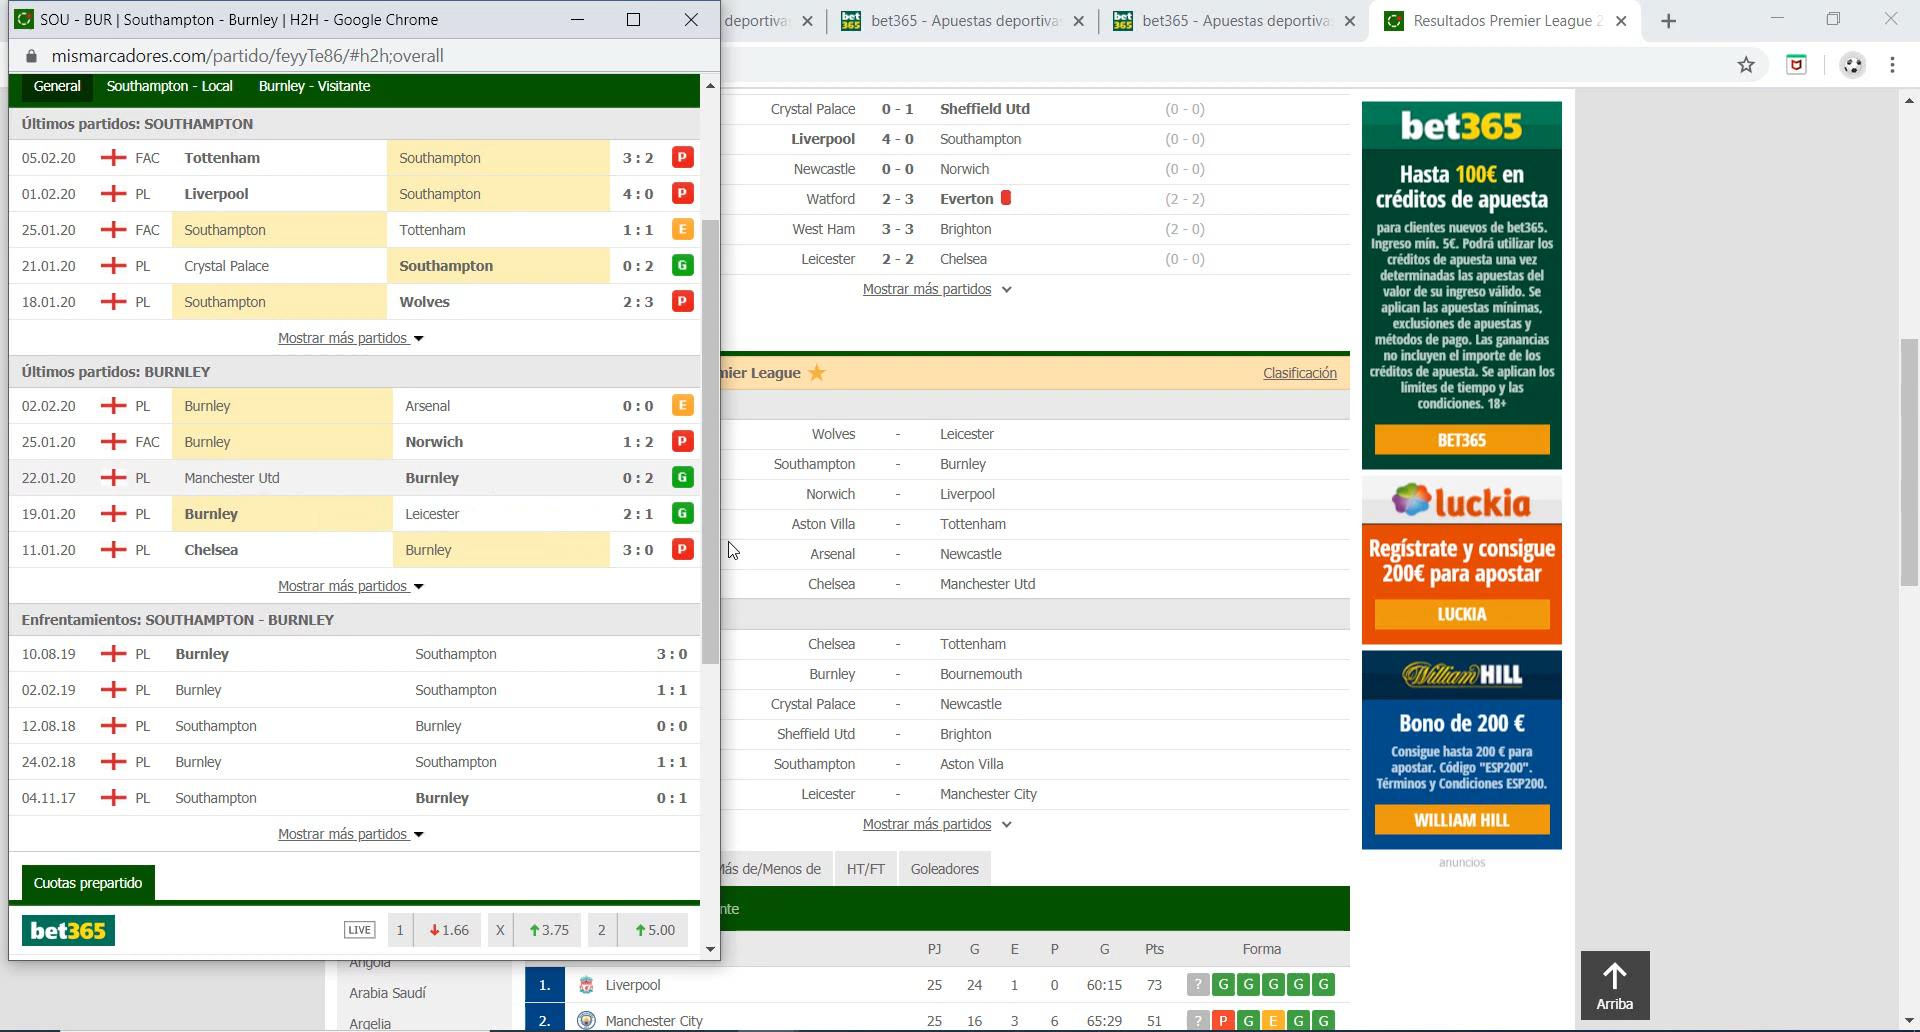 SOU - BUR | Southampton - Burnley | H2H - Google Chrome
mismarcadores.com/partido/feyyTe86/#h2h;overall
General Southampton - Local Burnley - Visitante
Últimos partidos: SOUTHAMPTON
05.02.20 FAC Tottenham Southampton 3 : 2 P
01.02.20 PL Liverpool Southampton 4 : 0 P
25.01.20 FAC Southampton Tottenham 1 : 1 E
21.01.20 PL Crystal Palace Southampton 0 : 2 G
18.01.20 PL Southampton Wolves 2 : 3 P
Mostrar más partidos
Últimos partidos: BURNLEY
02.02.20 PL Burnley Arsenal 0 : 0 E
25.01.20 FAC Burnley Norwich 1 : 2 P
22.01.20 PL Manchester Utd Burnley 0 : 2 G
19.01.20 PL Burnley Leicester 2 : 1 G
11.01.20 PL Chelsea Burnley 3 : 0 P
Mostrar más partidos
Enfrentamientos: SOUTHAMPTON - BURNLEY
10.08.19 PL Burnley Southampton 3 : 0
02.02.19 PL Burnley Southampton 1 : 1
12.08.18 PL Southampton Burnley 0 : 0
24.02.18 PL Burnley Southampton 1 : 1
04.11.17 PL Southampton Burnley 0 : 1
Mostrar más partidos
Cuotas prepartido
bet365 LIVE 1 1.66 X 3.75 2 5.00
deportiva
bet365 - Apuestas deportiva
bet365 - Apuestas deportiva
Resultados Premier League 2
Crystal Palace 0 - 1 Sheffield Utd (0 - 0)
Liverpool 4 - 0 Southampton (0 - 0)
Newcastle 0 - 0 Norwich (0 - 0)
Watford 2 - 3 Everton (2 - 2)
West Ham 3 - 3 Brighton (2 - 0)
Leicester 2 - 2 Chelsea (0 - 0)
Mostrar más partidos
mier League Clasificación
Wolves - Leicester
Southampton - Burnley
Norwich - Liverpool
Aston Villa - Tottenham
Arsenal - Newcastle
Chelsea - Manchester Utd
Chelsea - Tottenham
Burnley - Bournemouth
Crystal Palace - Newcastle
Sheffield Utd - Brighton
Southampton - Aston Villa
Leicester - Manchester City
Mostrar más partidos
Más de/Menos de HT/FT Goleadores
nte
PJ G E P G Pts Forma
1. Liverpool 25 24 1 0 60:15 73 ? G G G G G
2. Manchester City 25 16 3 6 65:29 51 ? P G E G G
Angola
Arabia Saudí
Argelia
bet365
Hasta 100€ en
créditos de apuesta
para clientes nuevos de bet365.
Ingreso mín. 5€. Podrá utilizar los
créditos de apuesta una vez
determinadas las apuestas del
valor de su ingreso válido. Se
aplican las apuestas mínimas,
exclusiones de apuestas y
métodos de pago. Las ganancias
no incluyen el importe de los
créditos de apuesta. Se aplican los
límites de tiempo y las
condiciones. 18+
BET365
luckia
Regístrate y consigue
200€ para apostar
LUCKIA
William HILL
Bono de 200 €
Consigue hasta 200 € para
apostar. Código "ESP200".
Términos y Condiciones ESP200.
WILLIAM HILL
anuncios
Arriba